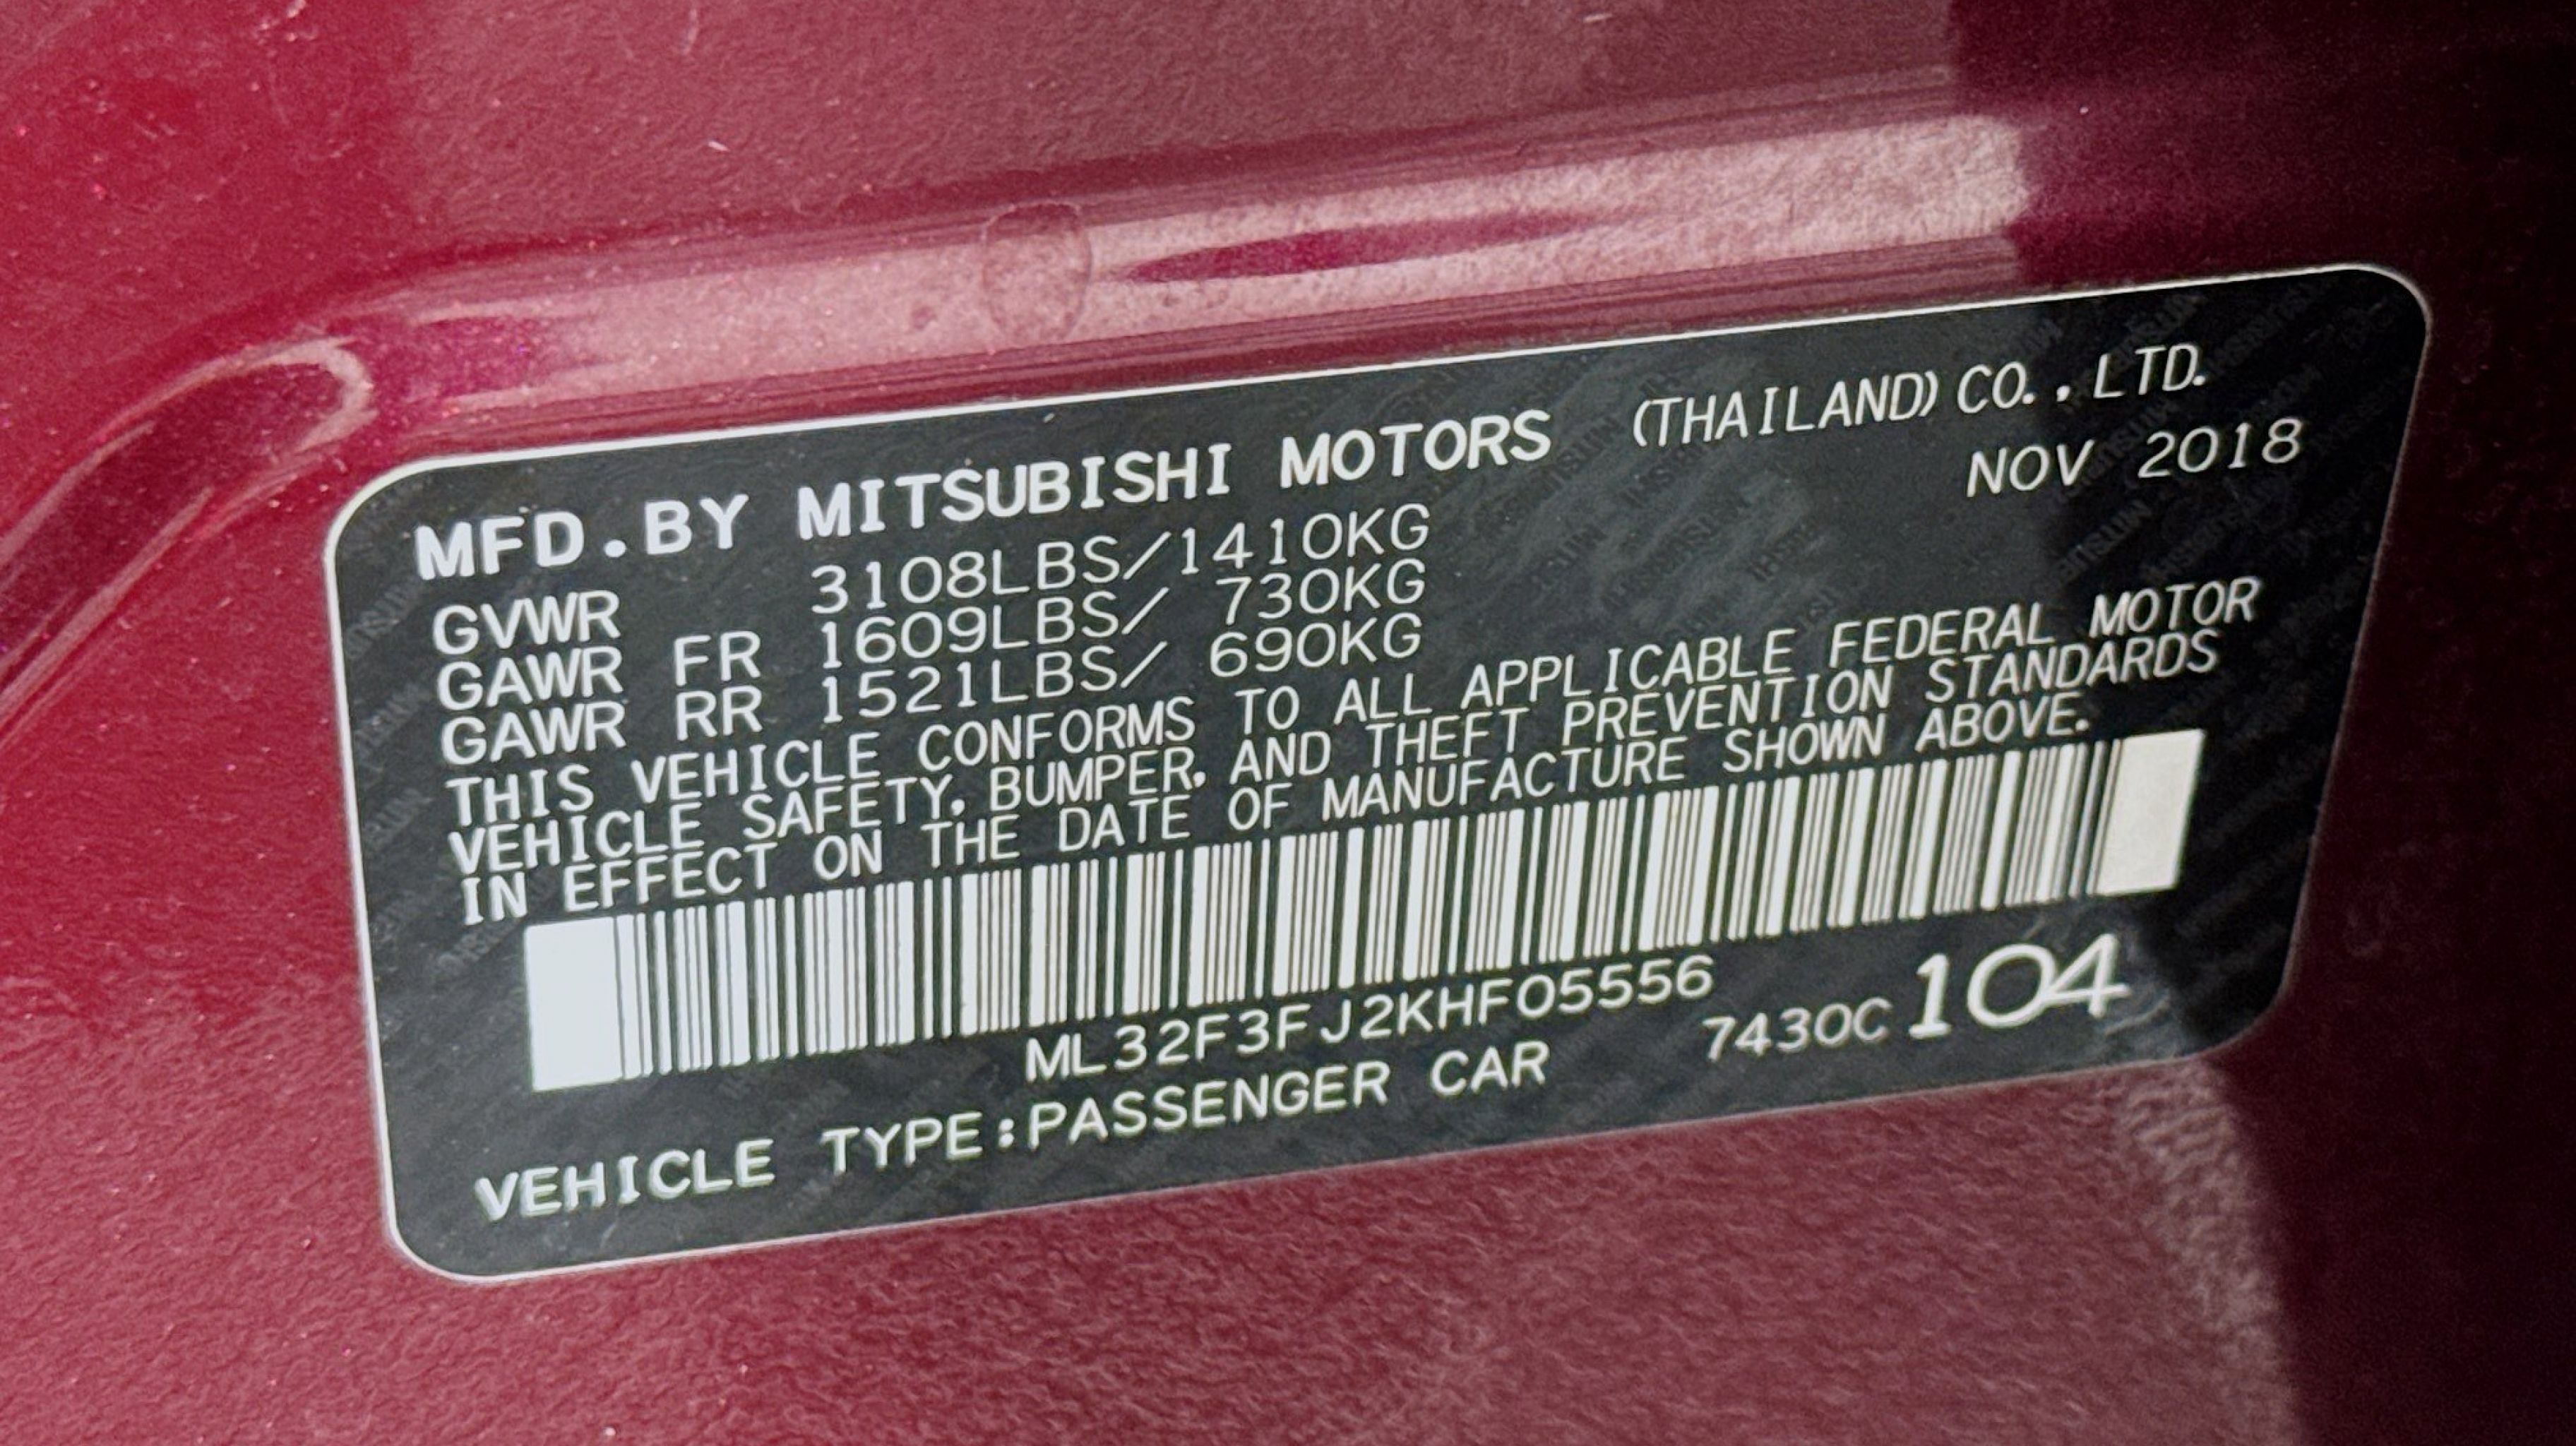 MFD.BY MITSUBISHI MOTORS (THAILAND) CO., LTD.
NOV 2018
GVWR 3108LBS/1410KG
GAWR FR 1609LBS/ 730KG
GAWR RR 1521LBS/ 690KG
THIS VEHICLE CONFORMS TO ALL APPLICABLE FEDERAL MOTOR
VEHICLE SAFETY, BUMPER, AND THEFT PREVENTION STANDARDS
IN EFFECT ON THE DATE OF MANUFACTURE SHOWN ABOVE.
ML32F3FJ2KHF05556
7430C104
VEHICLE TYPE:PASSENGER CAR